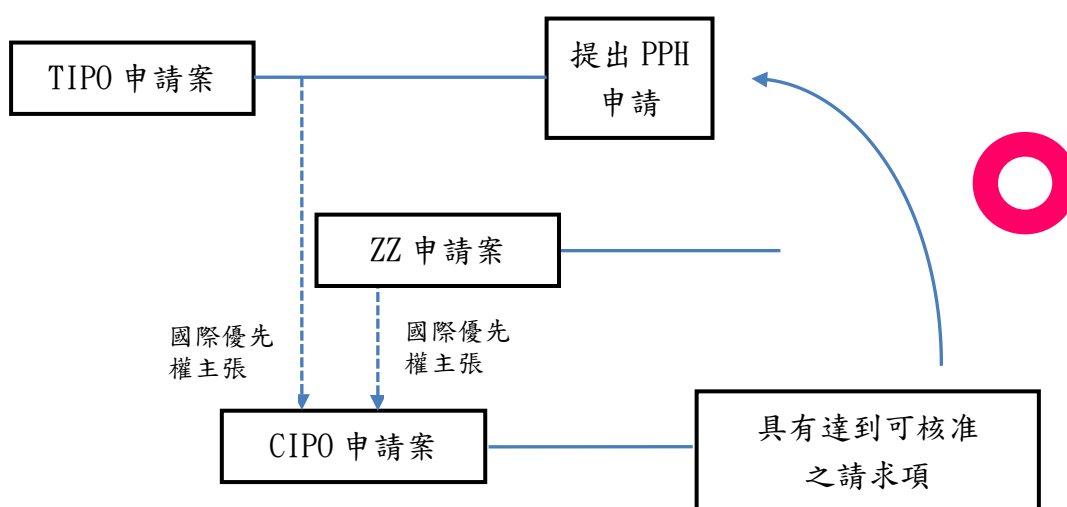 TIPO 申請案
提出 PPH
申請
ZZ 申請案
國際優先
權主張
國際優先
權主張
CIPO 申請案
具有達到可核准
之請求項